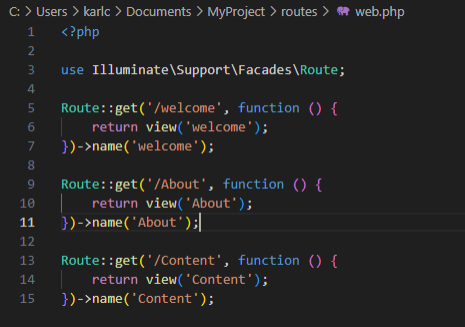 C: > Users > karlc > Documents > MyProject > routes > web.php
1 <?php
2
3 use Illuminate\Support\Facades\Route;
4
5 Route::get('/welcome', function () {
6     return view('welcome');
7 })->name('welcome');
8
9 Route::get('/About', function () {
10     return view('About');
11 })->name('About');
12
13 Route::get('/Content', function () {
14     return view('Content');
15 })->name('Content');